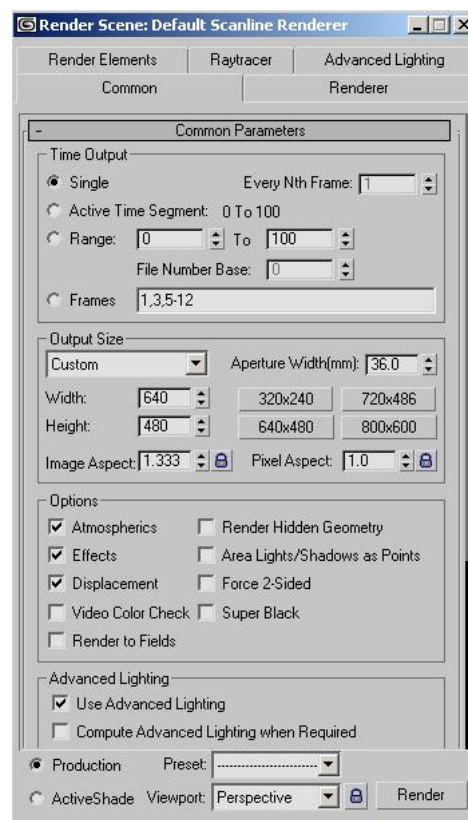 Render Scene: Default Scanline Renderer
Render Elements Raytracer Advanced Lighting
Common Renderer
- Common Parameters
Time Output
Single Every Nth Frame: 1
Active Time Segment: 0 To 100
Range: 0 To 100
File Number Base: 0
Frames 1,3,5-12
Output Size
Custom Aperture Width(mm): 36.0
Width: 640 320x240 720x486
Height: 480 640x480 800x600
Image Aspect: 1.333 Pixel Aspect: 1.0
Options
Atmospherics Render Hidden Geometry
Effects Area Lights/Shadows as Points
Displacement Force 2-Sided
Video Color Check Super Black
Render to Fields
Advanced Lighting
Use Advanced Lighting
Compute Advanced Lighting when Required
Production Preset: -------------------------
ActiveShade Viewport: Perspective Render